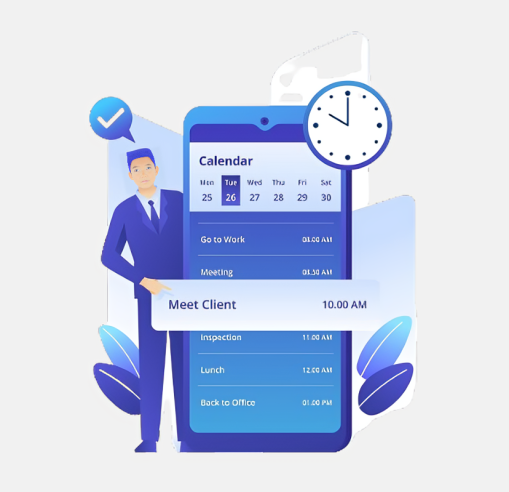 Calendar
Mon Tue Wed Thu Fri Sat
25 26 27 28 29 30
Go to Work 08.00 AM
Meeting 08.30 AM
Meet Client 10.00 AM
Inspection 11.00 AM
Lunch 12.00 AM
Back to Office 01.00 PM